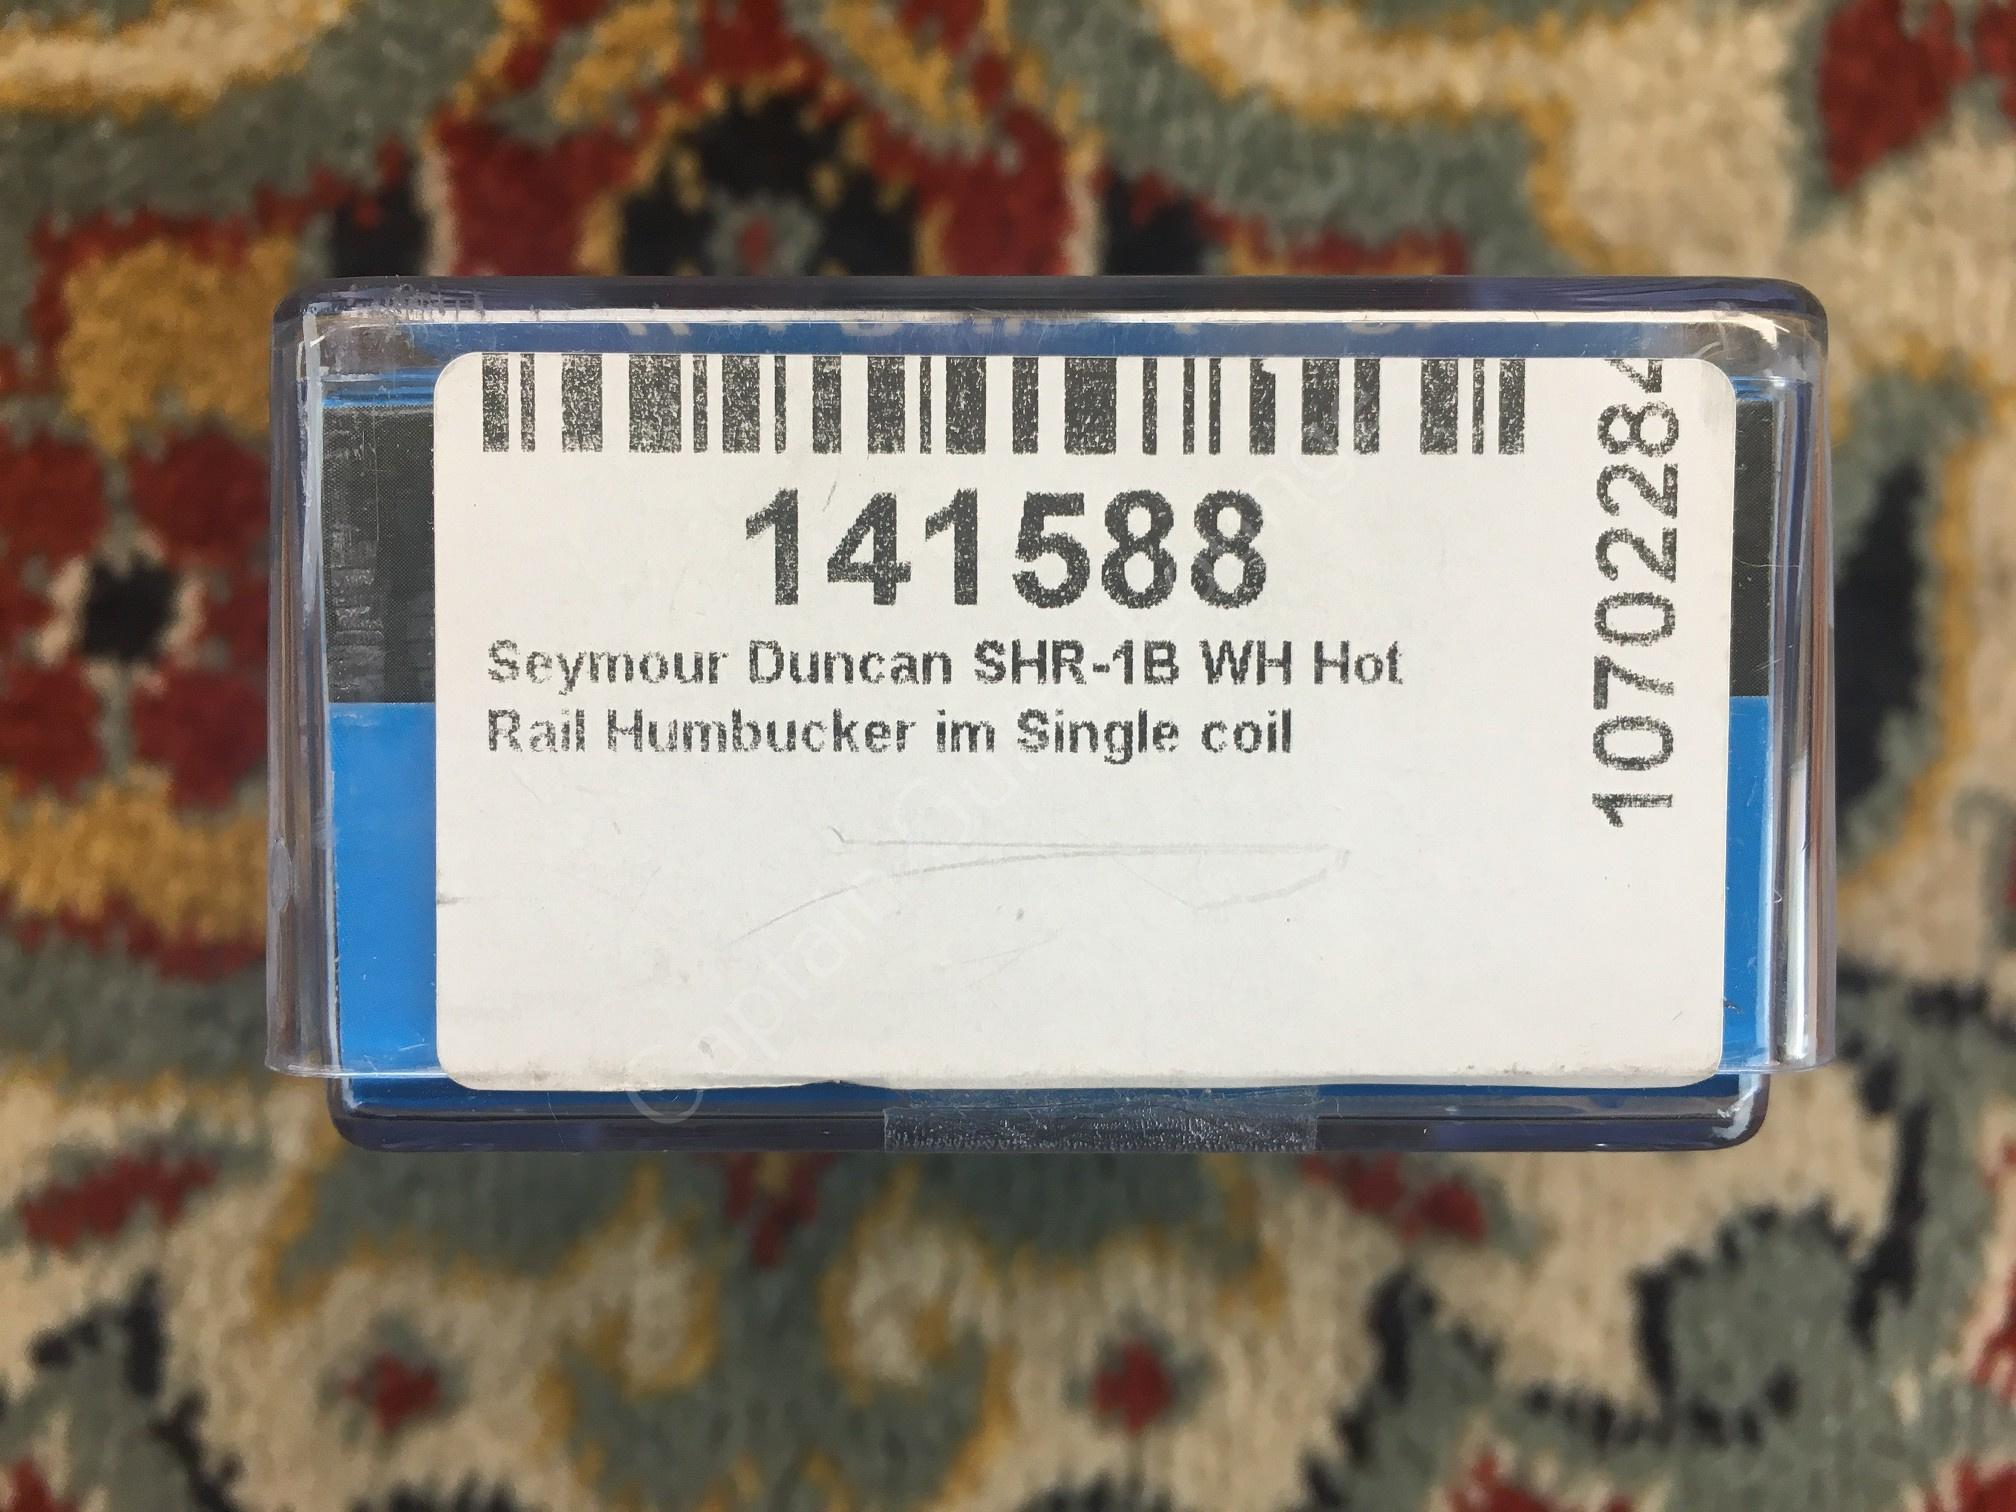 141588
Seymour Duncan SHR-1B WH Hot
Rail Humbucker im Single coil
10702284